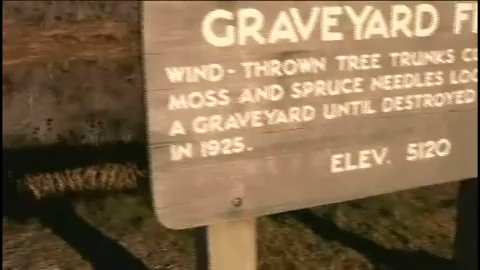 GRAVEYARD
WIND-THROWN TREE TRUNKS
MOSS AND SPRUCE NEEDLES
A GRAVEYARD UNTIL DESTROYED
IN 1925.
ELEV. 5120